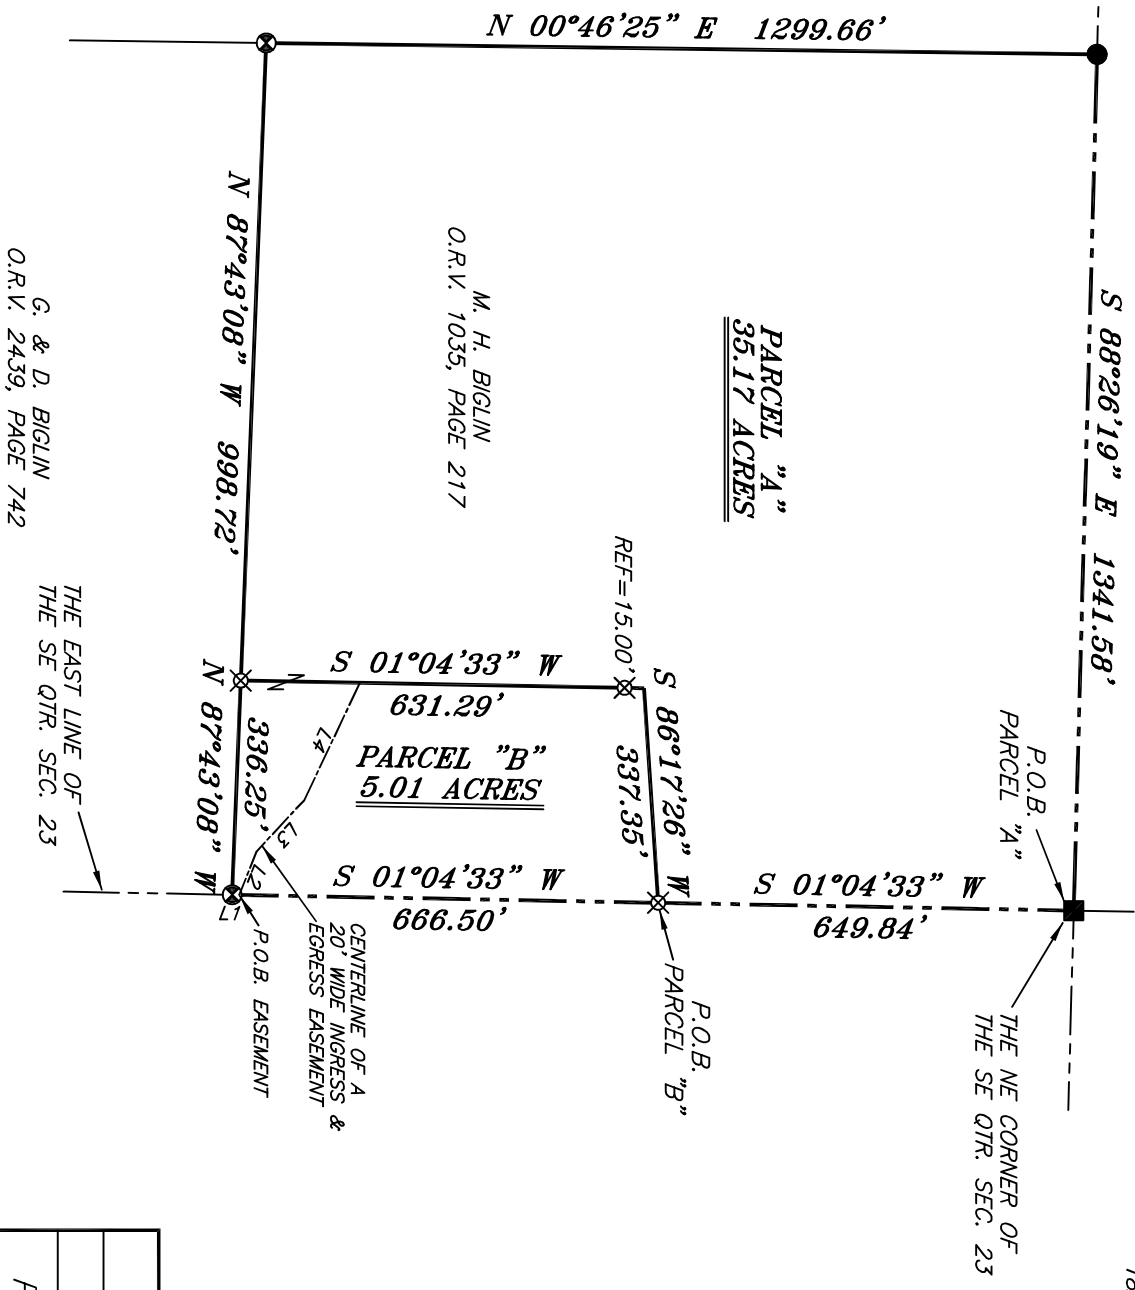 N 00°46'25" E 1299.66'
S 88°26'19" E 1341.58'
N 87°43'08" W 998.72'
M. H. BIGLIN
O.R.V. 1035, PAGE 217
PARCEL "A"
35.17 ACRES
G. & D. BIGLIN
O.R.V. 2439, PAGE 742
THE EAST LINE OF
THE SE QTR. SEC. 23
REF=15.00'
S 01°04'33" W
631.29'
S 86°17'26" W
337.35'
PARCEL "B"
5.01 ACRES
L4
L3
L2
L1
336.25'
N 87°43'08" W
S 01°04'33" W
666.50'
S 01°04'33" W
649.84'
P.O.B.
PARCEL "A"
P.O.B.
PARCEL "B"
P.O.B. EASEMENT
CENTERLINE OF A
20' WIDE INGRESS &
EGRESS EASEMENT
THE NE CORNER OF
THE SE QTR. SEC. 23